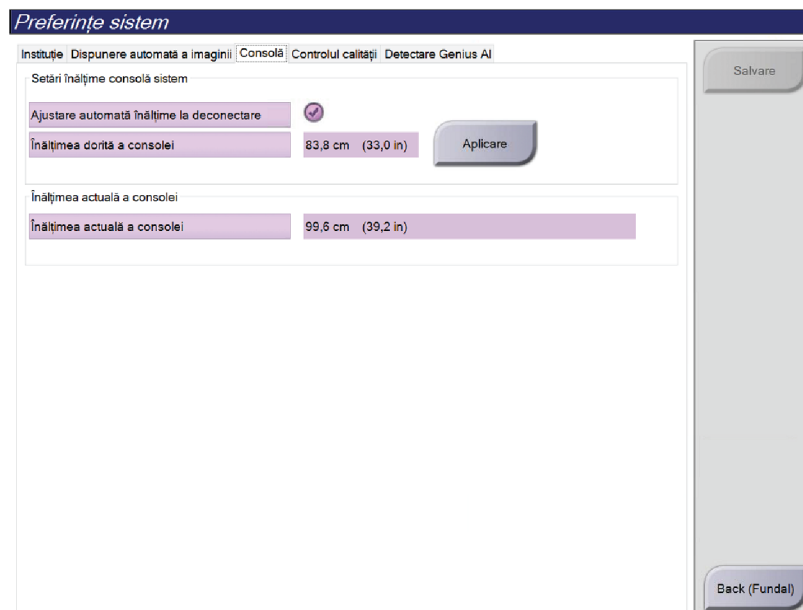 Preferințe sistem
Instituție Dispunere automată a imaginii Consolă Controlul calității Detectare Genius AI
Setări înălțime consolă sistem
Salvare
Ajustare automată înălțime la deconectare
Înălțimea dorită a consolei 83,8 cm (33,0 in) Aplicare
Înălțimea actuală a consolei
Înălțimea actuală a consolei 99,6 cm (39,2 in)
Back (Fundal)